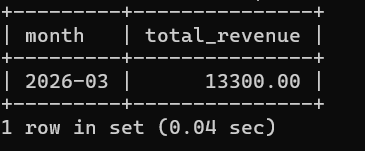 +---------+---------------+
| month   | total_revenue |
+---------+---------------+
| 2026-03 |      13300.00 |
+---------+---------------+
1 row in set (0.04 sec)